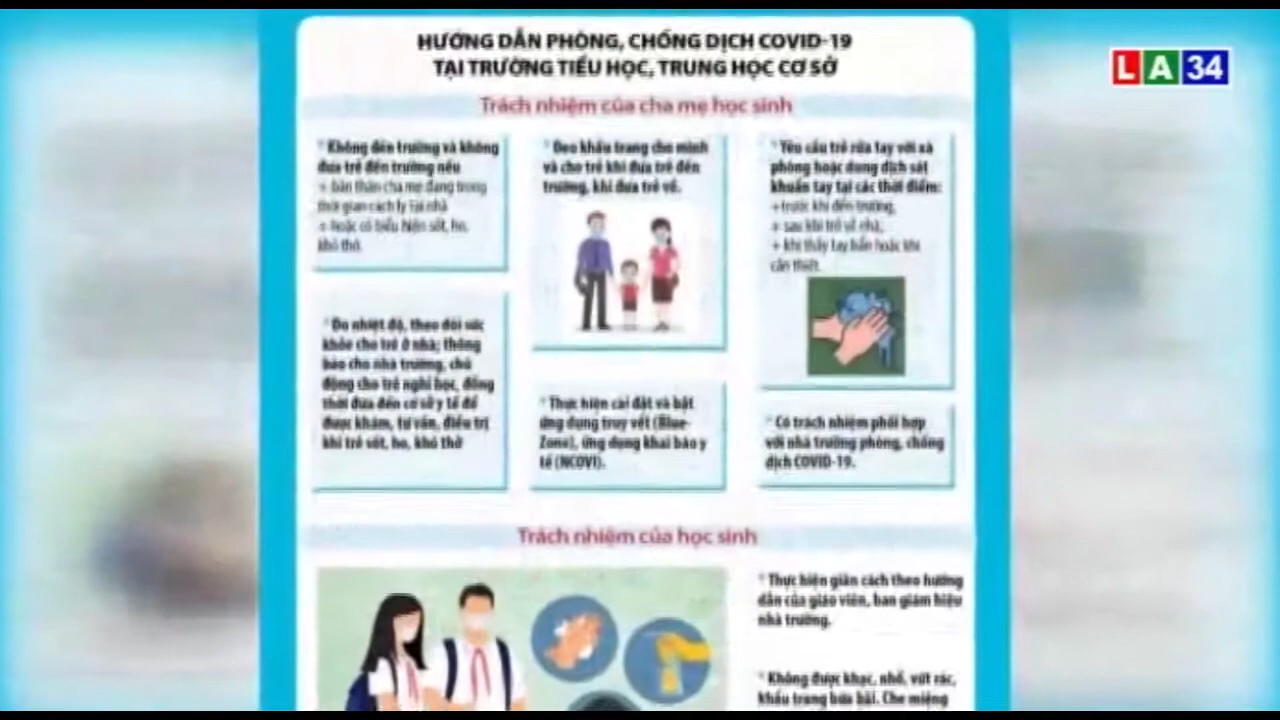 HƯỚNG DẪN PHÒNG, CHỐNG DỊCH COVID-19
TẠI TRƯỜNG TIỂU HỌC, TRUNG HỌC CƠ SỞ
LA34
Trách nhiệm của cha mẹ học sinh
* Không đến trường và không
đưa trẻ đến trường nếu
+ bản thân cha mẹ đang trong
thời gian cách ly tại nhà
+ hoặc có biểu hiện sốt, ho,
khó thở.
* Đeo khẩu trang cho mình
và cho trẻ khi đưa trẻ đến
trường, khi đưa trẻ về.
* Yêu cầu trẻ rửa tay với xà
phòng hoặc dung dịch sát
khuẩn tay tại các thời điểm:
+ trước khi đến trường,
+ sau khi trẻ về nhà,
+ khi thấy tay bẩn hoặc khi
cần thiết.
* Đo nhiệt độ, theo dõi sức
khỏe cho trẻ ở nhà; thông
báo cho nhà trường, chủ
động cho trẻ nghỉ học, đồng
thời đưa đến cơ sở y tế để
được khám, tư vấn, điều trị
khi trẻ sốt, ho, khó thở
* Thực hiện cài đặt và bật
ứng dụng truy vết (Blue-
Zone), ứng dụng khai báo y
tế (NCOVI).
* Có trách nhiệm phối hợp
với nhà trường phòng, chống
dịch COVID-19.
Trách nhiệm của học sinh
* Thực hiện giãn cách theo hướng
dẫn của giáo viên, ban giám hiệu
nhà trường.
* Không được khạc, nhổ, vứt rác,
khẩu trang bừa bãi. Che miệng